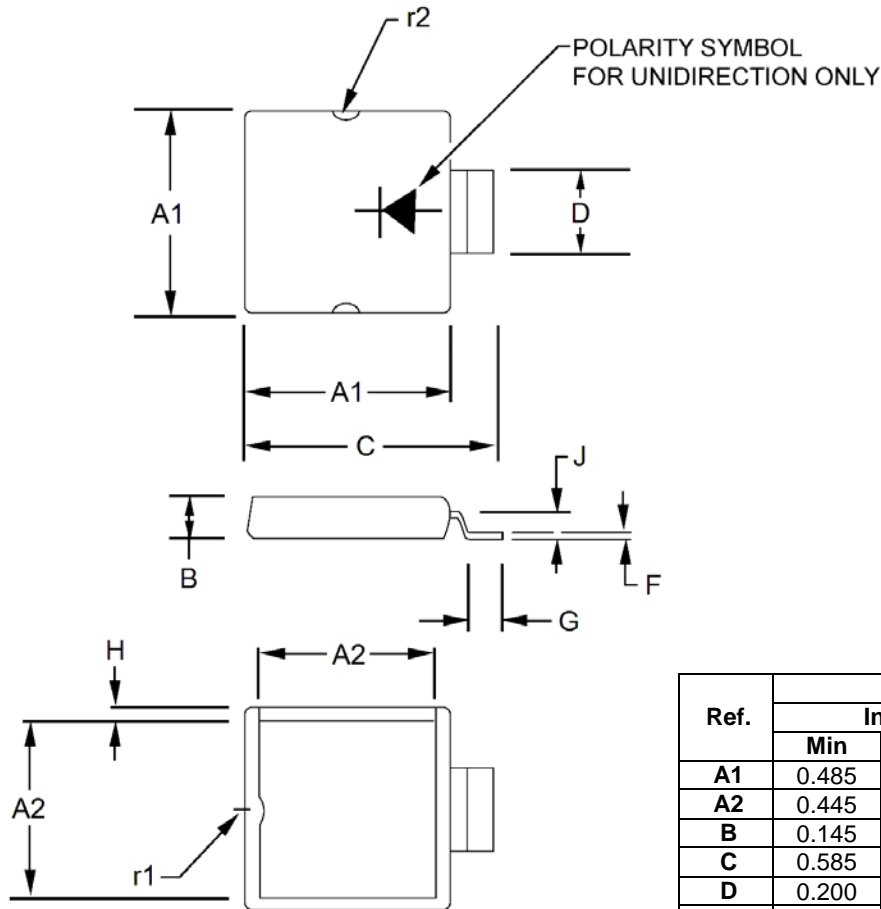 r2
POLARITY SYMBOL
FOR UNIDIRECTION ONLY
A1
D
A1
C
J
B
F
G
H
A2
A2
r1
Ref.
Min
A1 0.485
A2 0.445
B 0.145
C 0.585
D 0.200